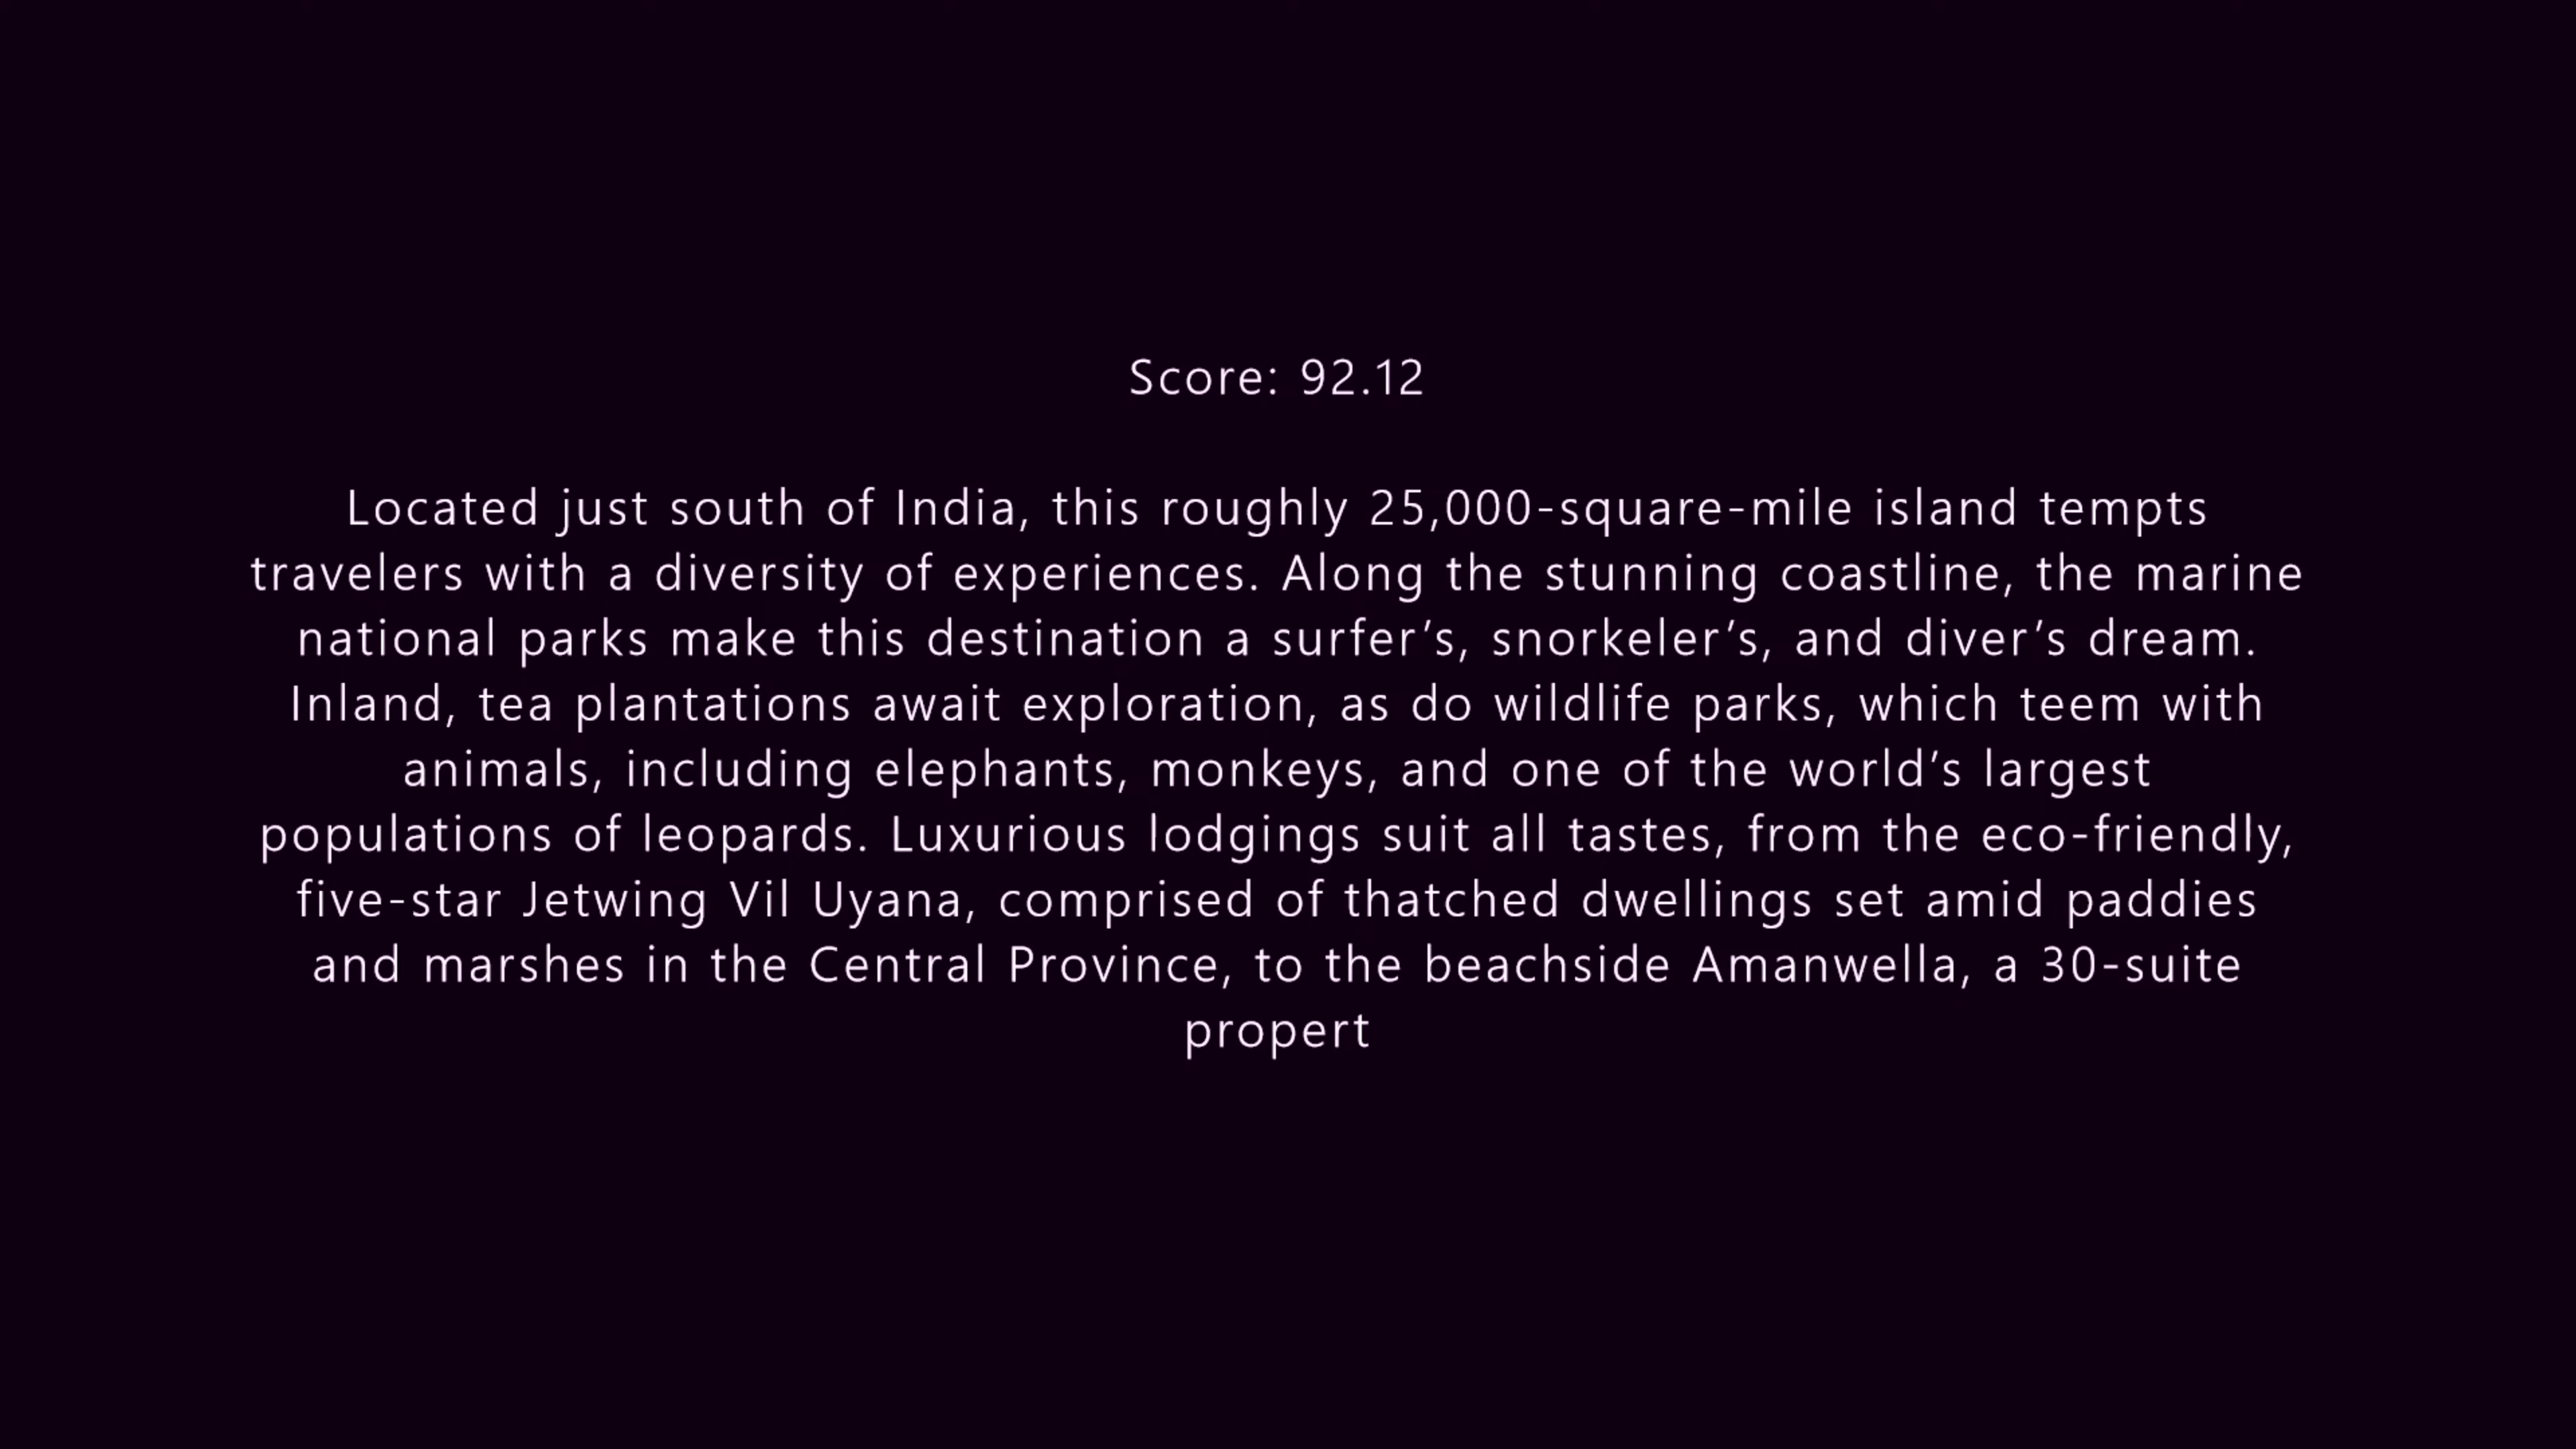 Score: 92.12
Located just south of India, this roughly 25,000-square-mile island tempts
travelers with a diversity of experiences. Along the stunning coastline, the marine
national parks make this destination a surfer’s, snorkeler’s, and diver’s dream.
Inland, tea plantations await exploration, as do wildlife parks, which teem with
animals, including elephants, monkeys, and one of the world’s largest
populations of leopards. Luxurious lodgings suit all tastes, from the eco-friendly,
five-star Jetwing Vil Uyana, comprised of thatched dwellings set amid paddies
and marshes in the Central Province, to the beachside Amanwella, a 30-suite
propert